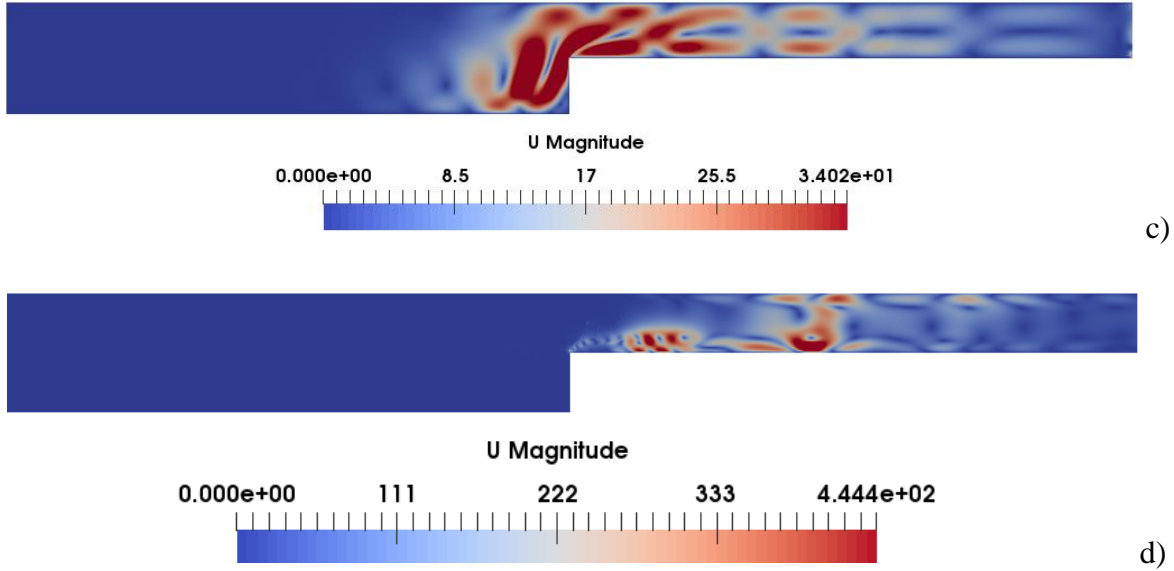 U Magnitude
0.000e+00 8.5 17 25.5 3.402e+01
c)
U Magnitude
0.000e+00 111 222 333 4.444e+02
d)